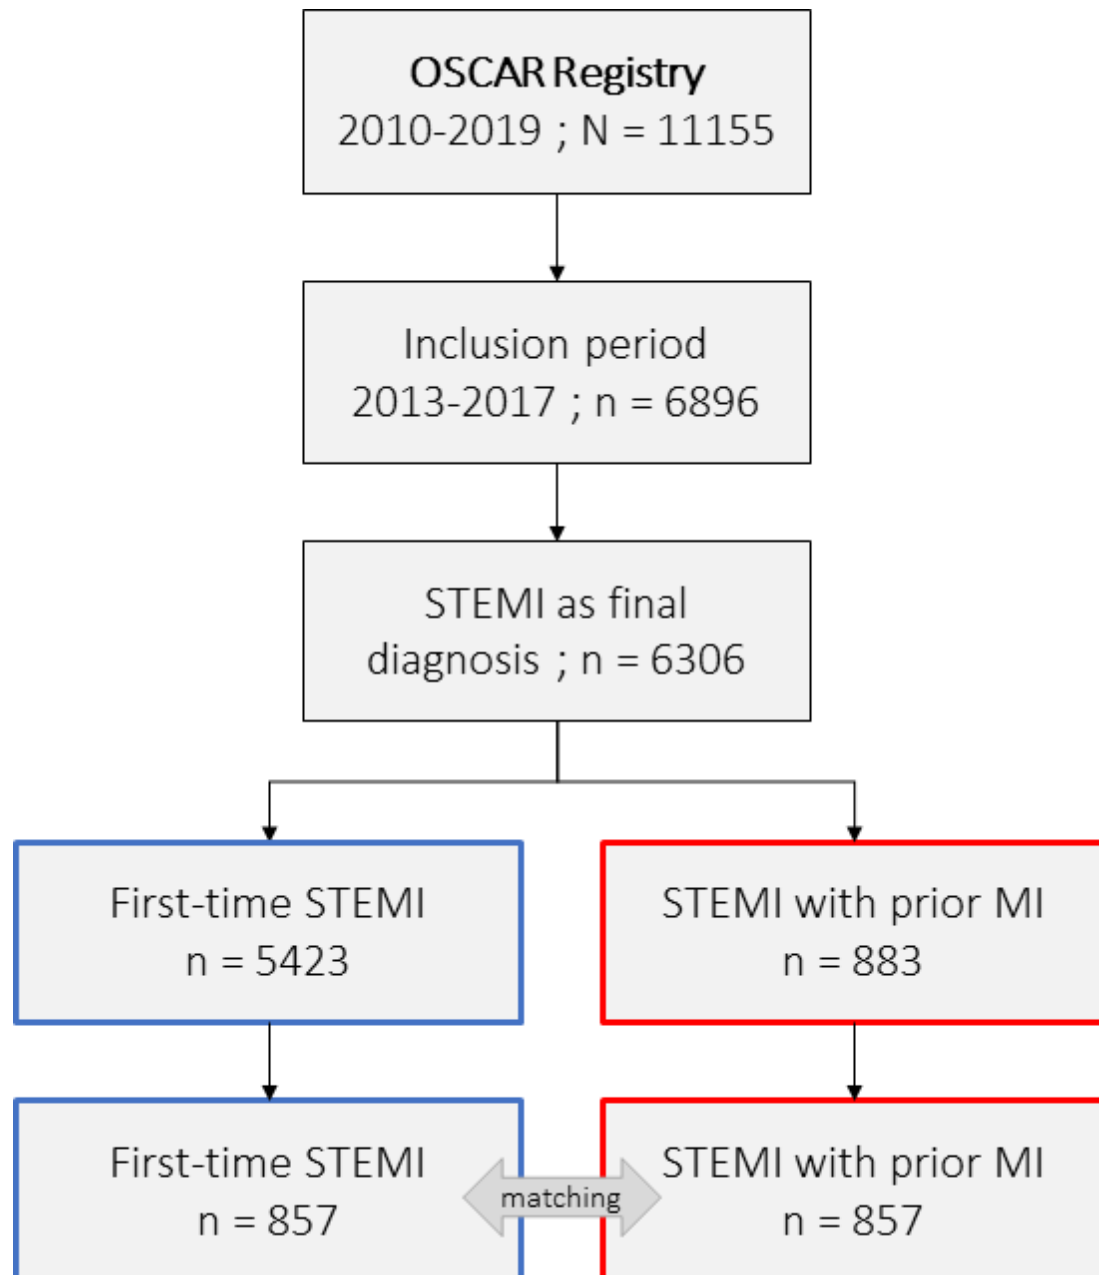 OSCAR Registry
2010-2019 ; N = 11155
Inclusion period
2013-2017 ; n = 6896
STEMI as final
diagnosis ; n = 6306
First-time STEMI
n = 5423
STEMI with prior MI
n = 883
First-time STEMI
n = 857
matching
STEMI with prior MI
n = 857